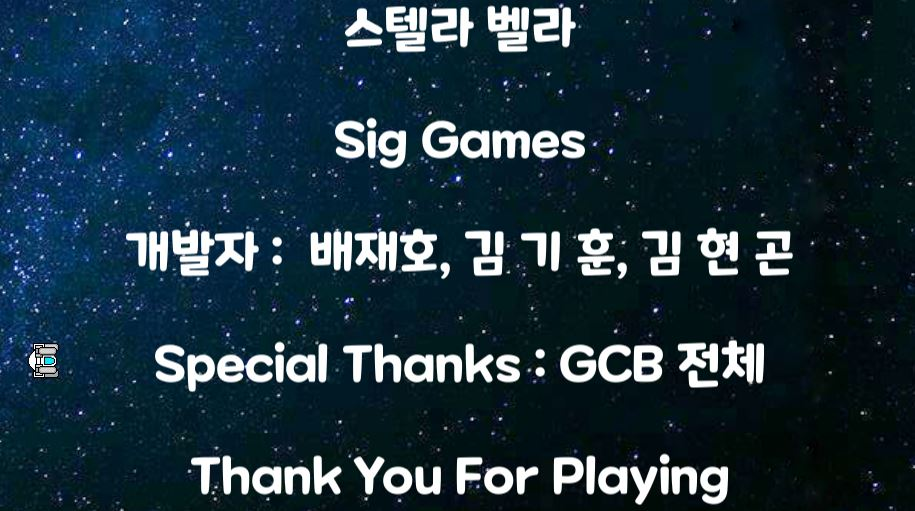 스텔라 벨라
Sig Games
개발자 : 배재호, 김 기 훈, 김 현 곤
Special Thanks : GCB 전체
Thank You For Playing